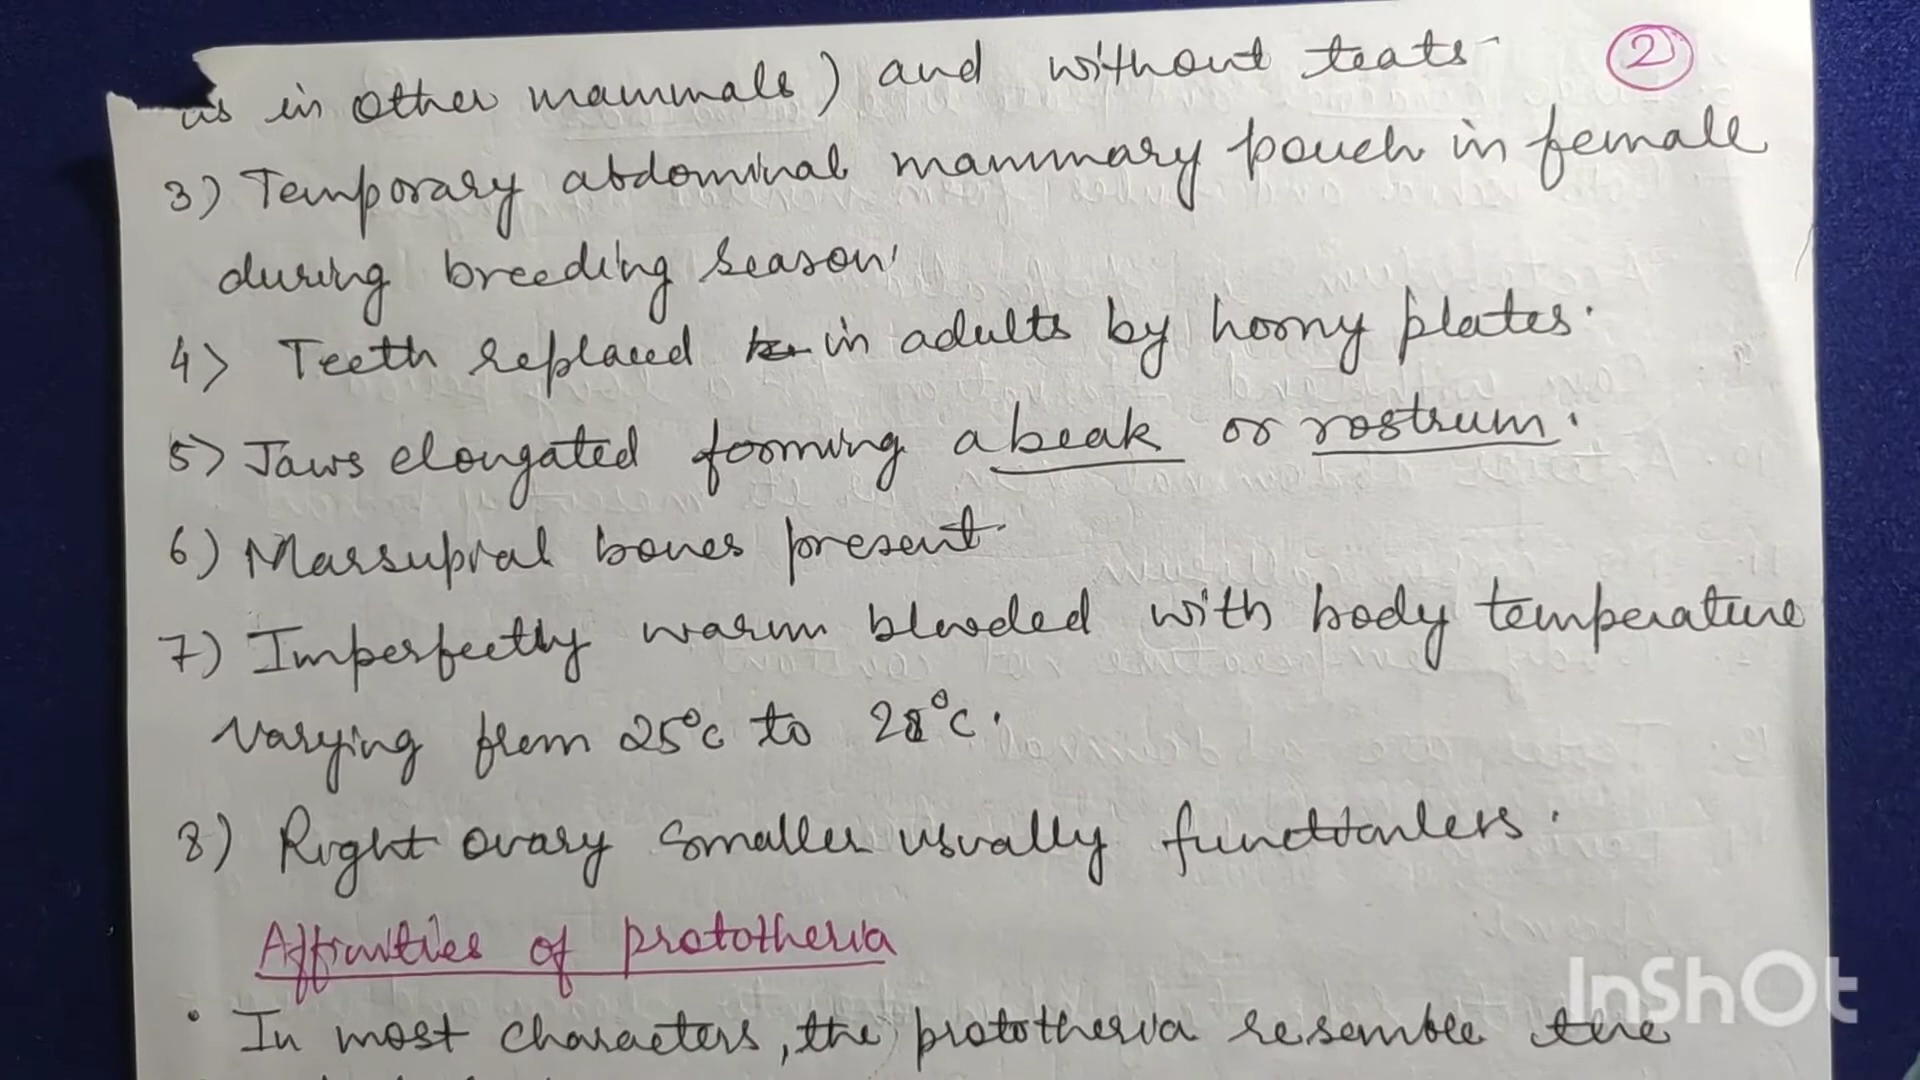 as in other mammals) and without teats
2
3) Temporary abdominal mammary pouch in female
during breeding season
4) Teeth replaced in adults by horny plates.
5) Jaws elongated forming a beak or rostrum.
6) Marsupial bones present
7) Imperfectly warm blooded with body temperature
varying from 25°c to 28°c.
8) Right ovary smaller usually functionless.
Affinities of prototheria
• In most characters, the prototheria resemble the
InShOt